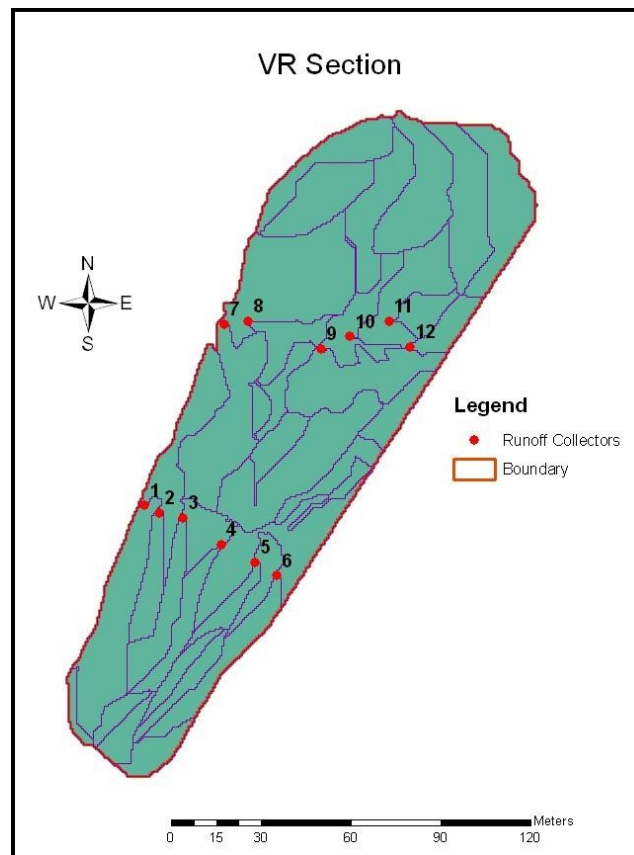 VR Section
N
W E
S
7 8
11
10
9 12
Legend
Runoff Collectors
Boundary
1
2
3
4
5
6
Meters
0 15 30 60 90 120